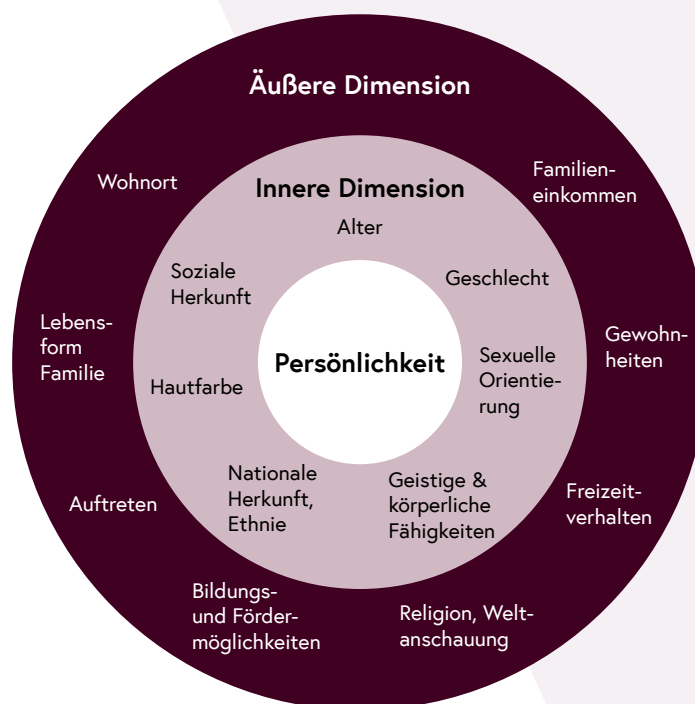 Äußere Dimension
Familien-
einkommen
Gewohn-
heiten
Freizeit-
verhalten
Religion, Welt-
anschauung
Bildungs-
und Förder-
möglichkeiten
Auftreten
Lebens-
form
Familie
Wohnort
Innere Dimension
Alter
Geschlecht
Sexuelle
Orientie-
rung
Geistige &
körperliche
Fähigkeiten
Nationale
Herkunft,
Ethnie
Hautfarbe
Soziale
Herkunft
Persönlichkeit